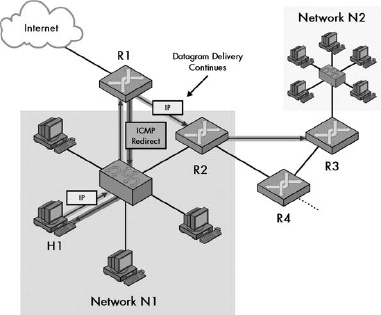 Internet
R1
Datagram Delivery
Continues
Network N2
IP
ICMP
Redirect
R2
R3
IP
R4
H1
Network N1